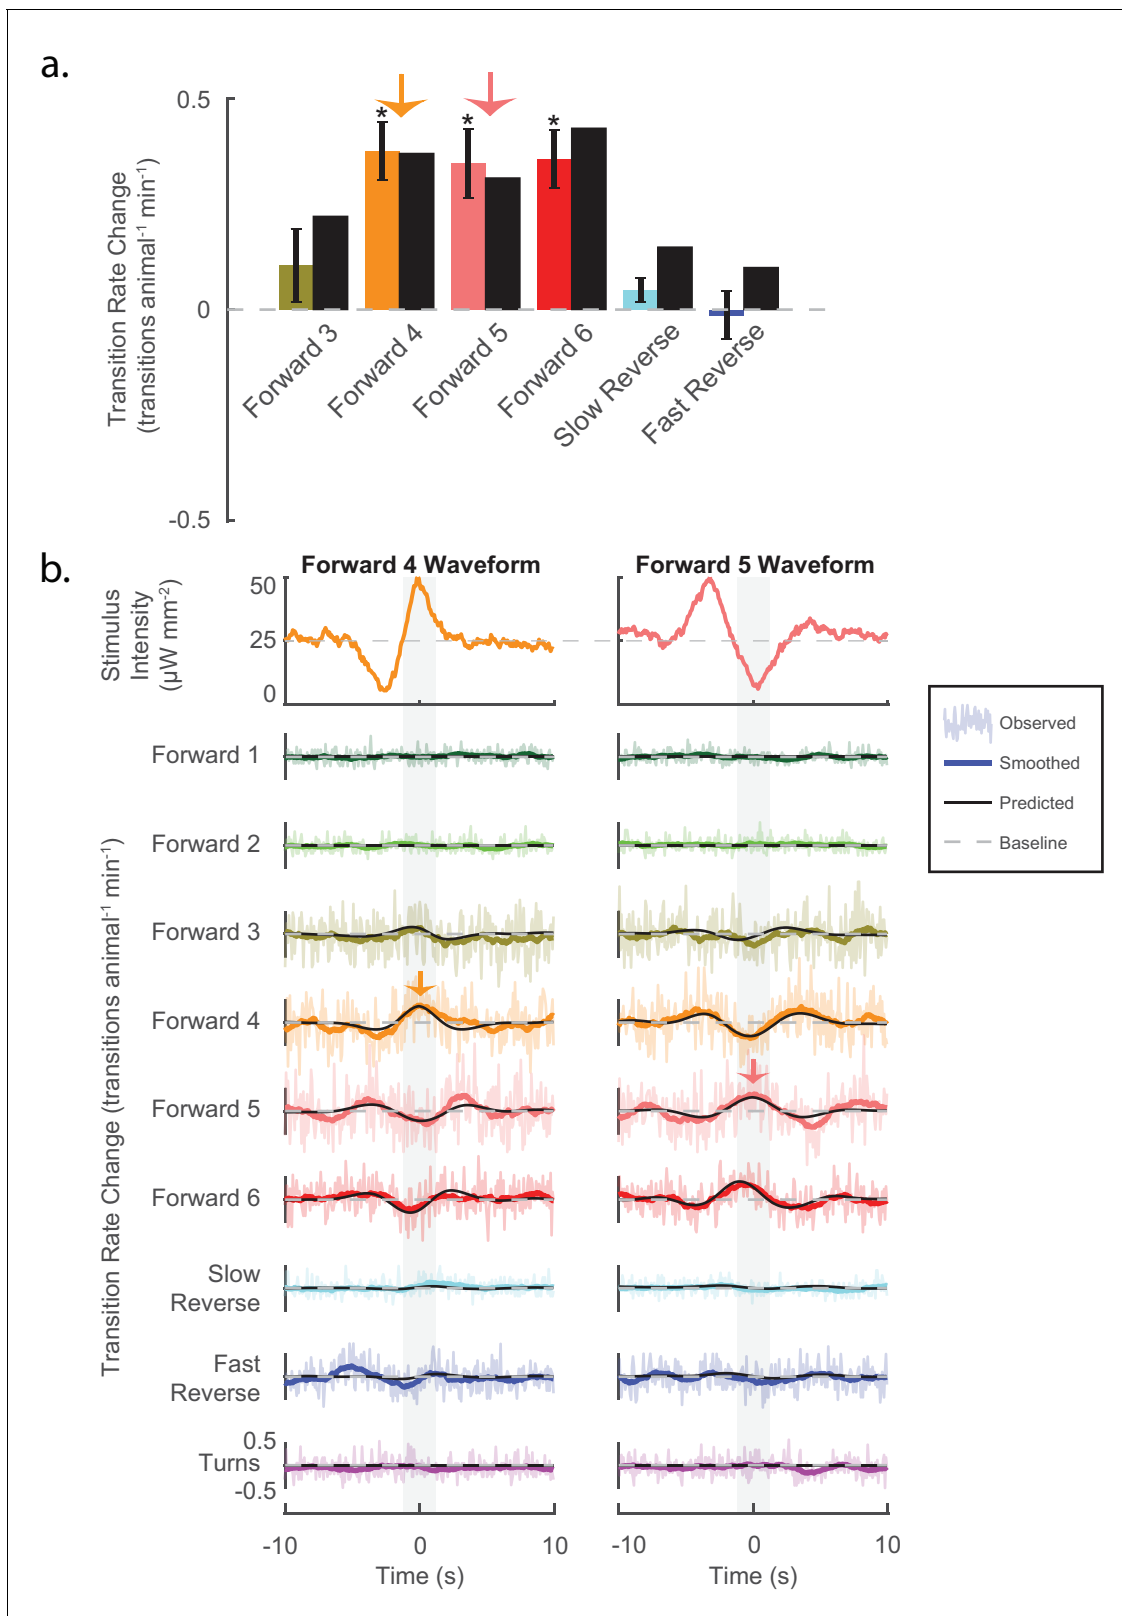 a.
Transition Rate Change
(transitions animal⁻¹ min⁻¹)
0.5
0
-0.5
* * *
Forward 3
Forward 4
Forward 5
Forward 6
Slow Reverse
Fast Reverse
b.
Forward 4 Waveform
Forward 5 Waveform
Stimulus
Intensity
(µW mm⁻²)
50
25
0
Transition Rate Change (transitions animal⁻¹ min⁻¹)
Forward 1
Forward 2
Forward 3
Forward 4
Forward 5
Forward 6
Slow
Reverse
Fast
Reverse
0.5
Turns
-0.5
-10 0 10
Time (s)
-10 0 10
Time (s)
Observed
Smoothed
Predicted
Baseline